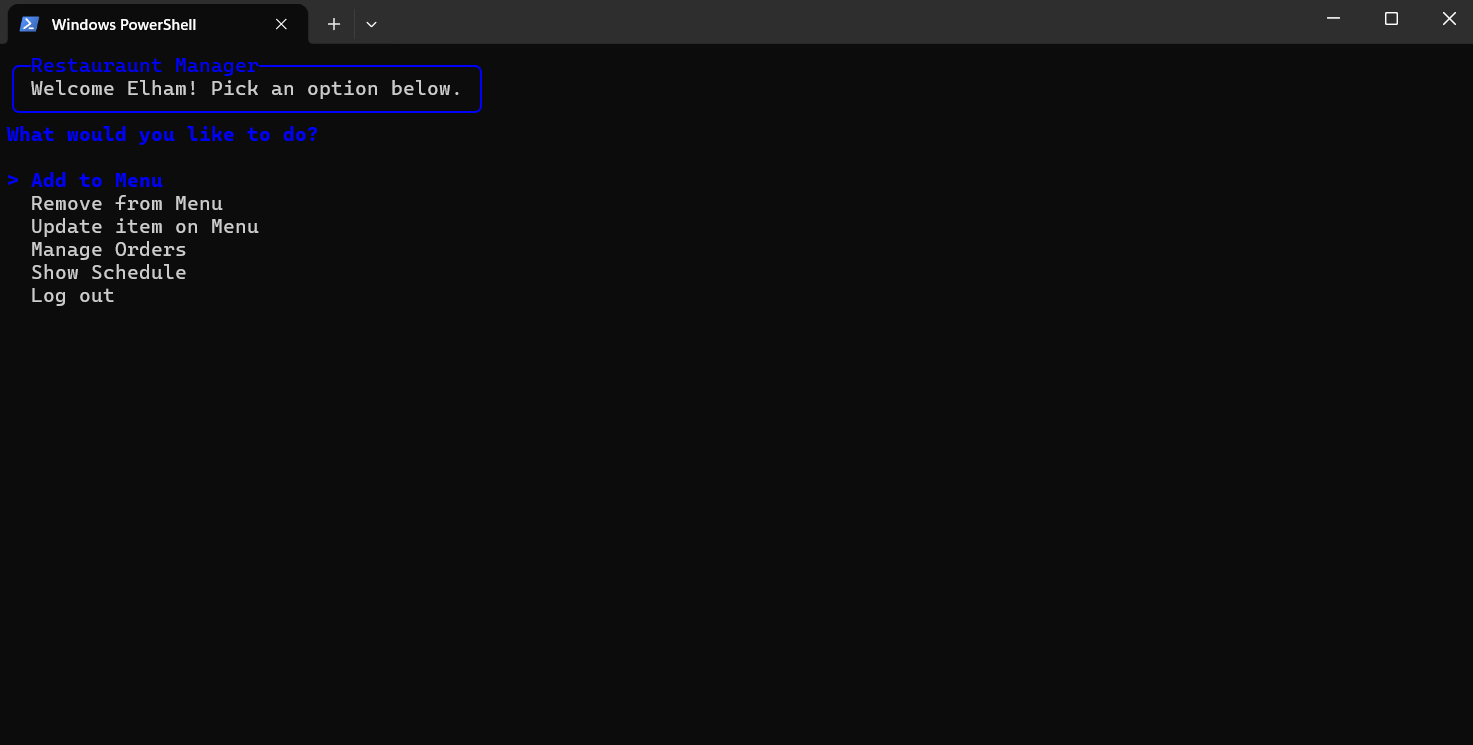 Windows PowerShell
Restauraunt Manager
Welcome Elham! Pick an option below.
What would you like to do?
> Add to Menu
Remove from Menu
Update item on Menu
Manage Orders
Show Schedule
Log out